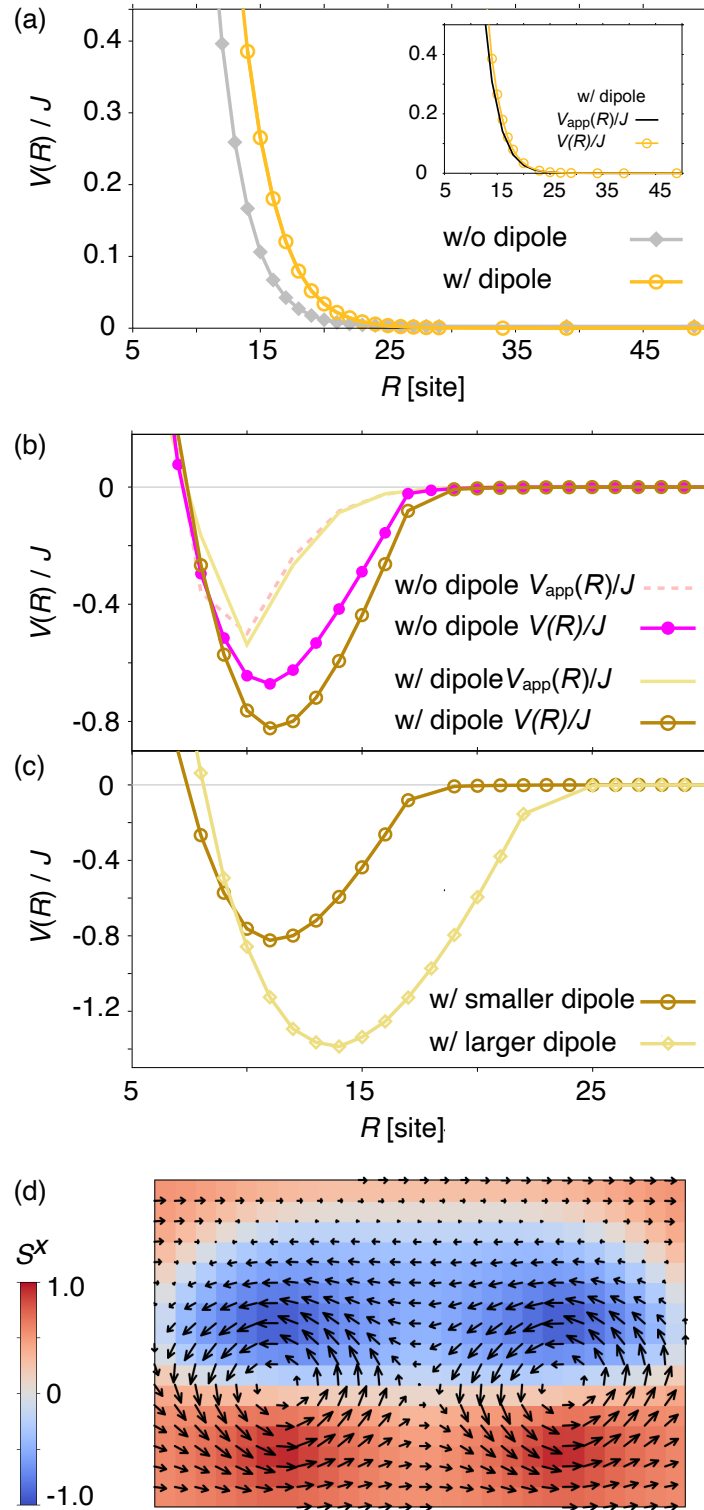 (a)
V(R) / J
0.4
0.3
0.2
0.1
0
5
15
25
35
45
R [site]
0.4
0.2
0
5
15
25
35
45
w/ dipole
Vapp(R)/J
V(R)/J
w/o dipole
w/ dipole
(b)
V(R) / J
0
-0.4
-0.8
w/o dipole Vapp(R)/J
w/o dipole V(R)/J
w/ dipoleVapp(R)/J
w/ dipole V(R)/J
(c)
V(R) / J
0
-0.4
-0.8
-1.2
w/ smaller dipole
w/ larger dipole
5
15
25
R [site]
(d)
Sx
1.0
0
-1.0